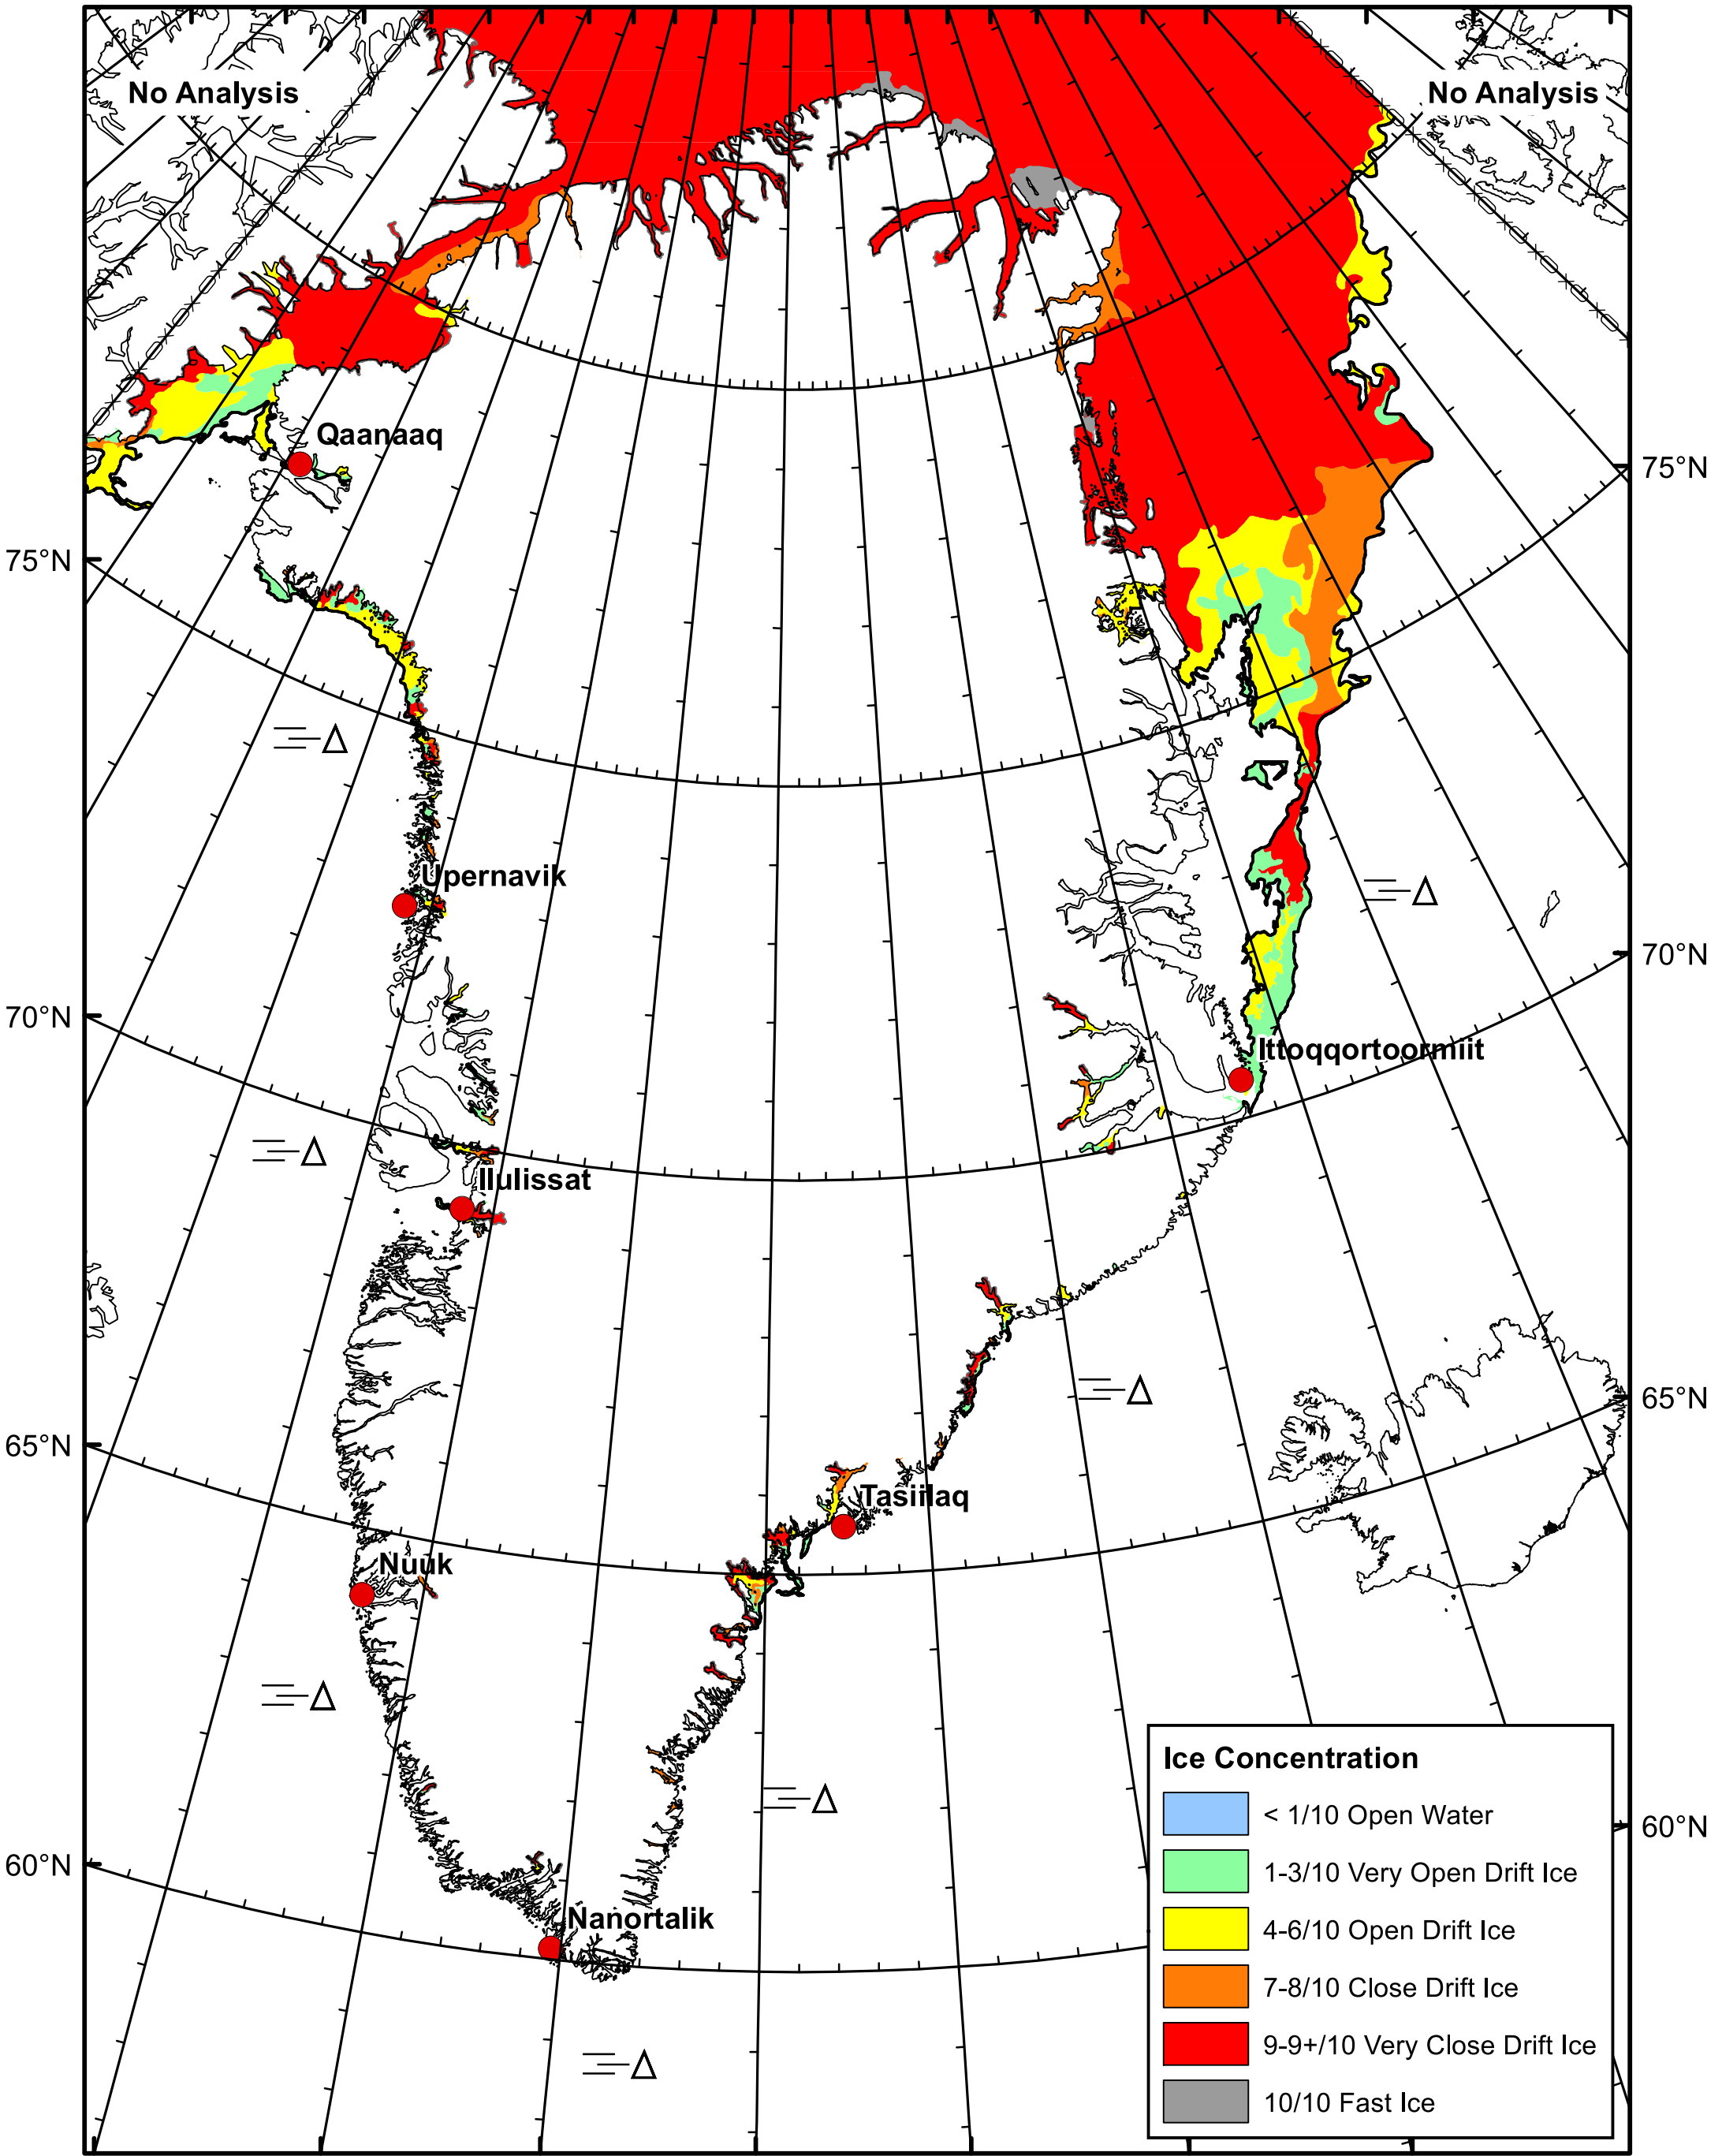 No Analysis
No Analysis
Qaanaaq
75°N
75°N
Upernavik
70°N
70°N
Ittoqqortoormiit
Ilulissat
65°N
65°N
Tasiilaq
Nuuk
Ice Concentration
< 1/10 Open Water
60°N
60°N
1-3/10 Very Open Drift Ice
Nanortalik
4-6/10 Open Drift Ice
7-8/10 Close Drift Ice
9-9+/10 Very Close Drift Ice
10/10 Fast Ice